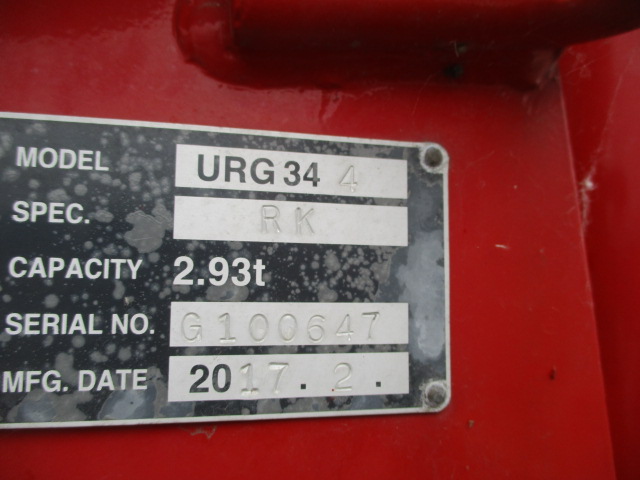 MODEL URG 34 4
SPEC. RK
CAPACITY 2.93t
SERIAL NO. G100647
MFG. DATE 2017.2.